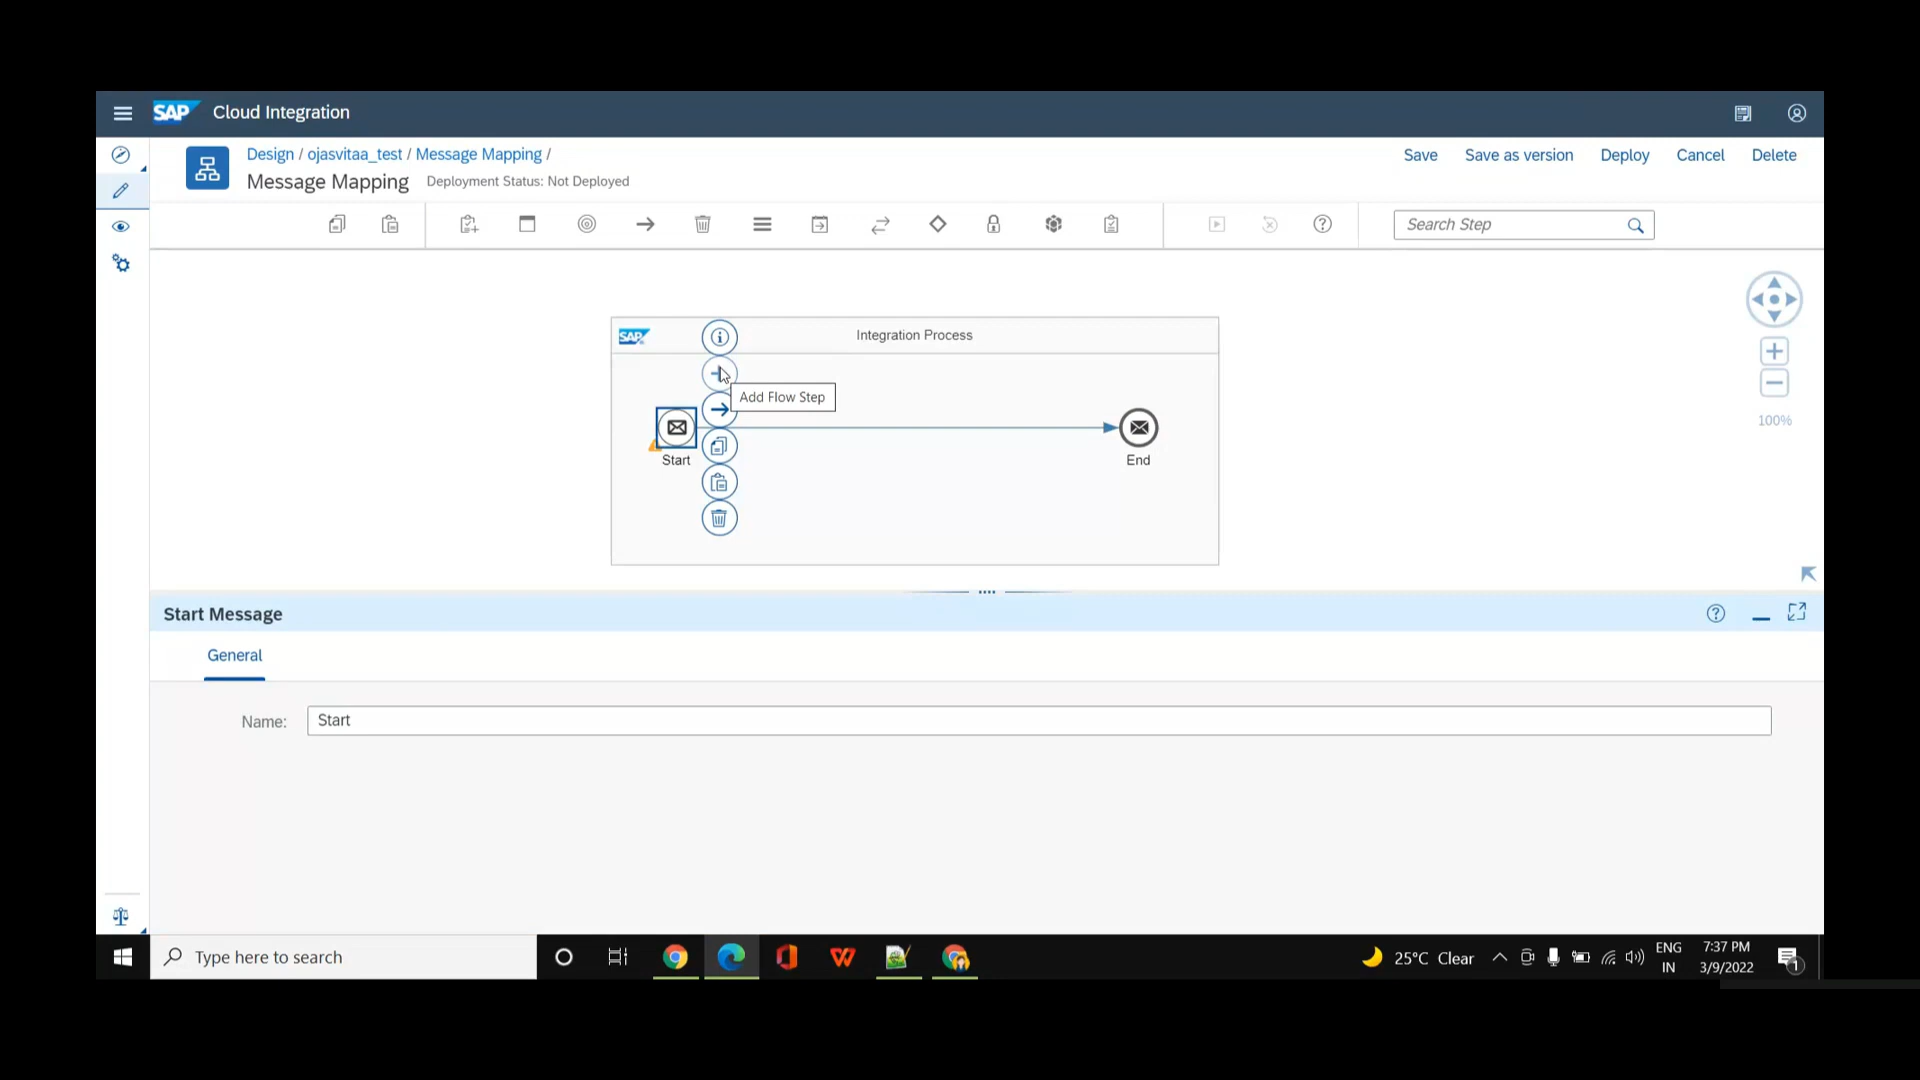 SAP Cloud Integration
Design / ojasvitaa_test / Message Mapping /
Message Mapping Deployment Status: Not Deployed
Save Save as version Deploy Cancel Delete
Search Step
SAP Integration Process
Add Flow Step
Start
End
100%
Start Message
General
Name: Start
Type here to search
25°C Clear
ENG
IN
7:37 PM
3/9/2022
1